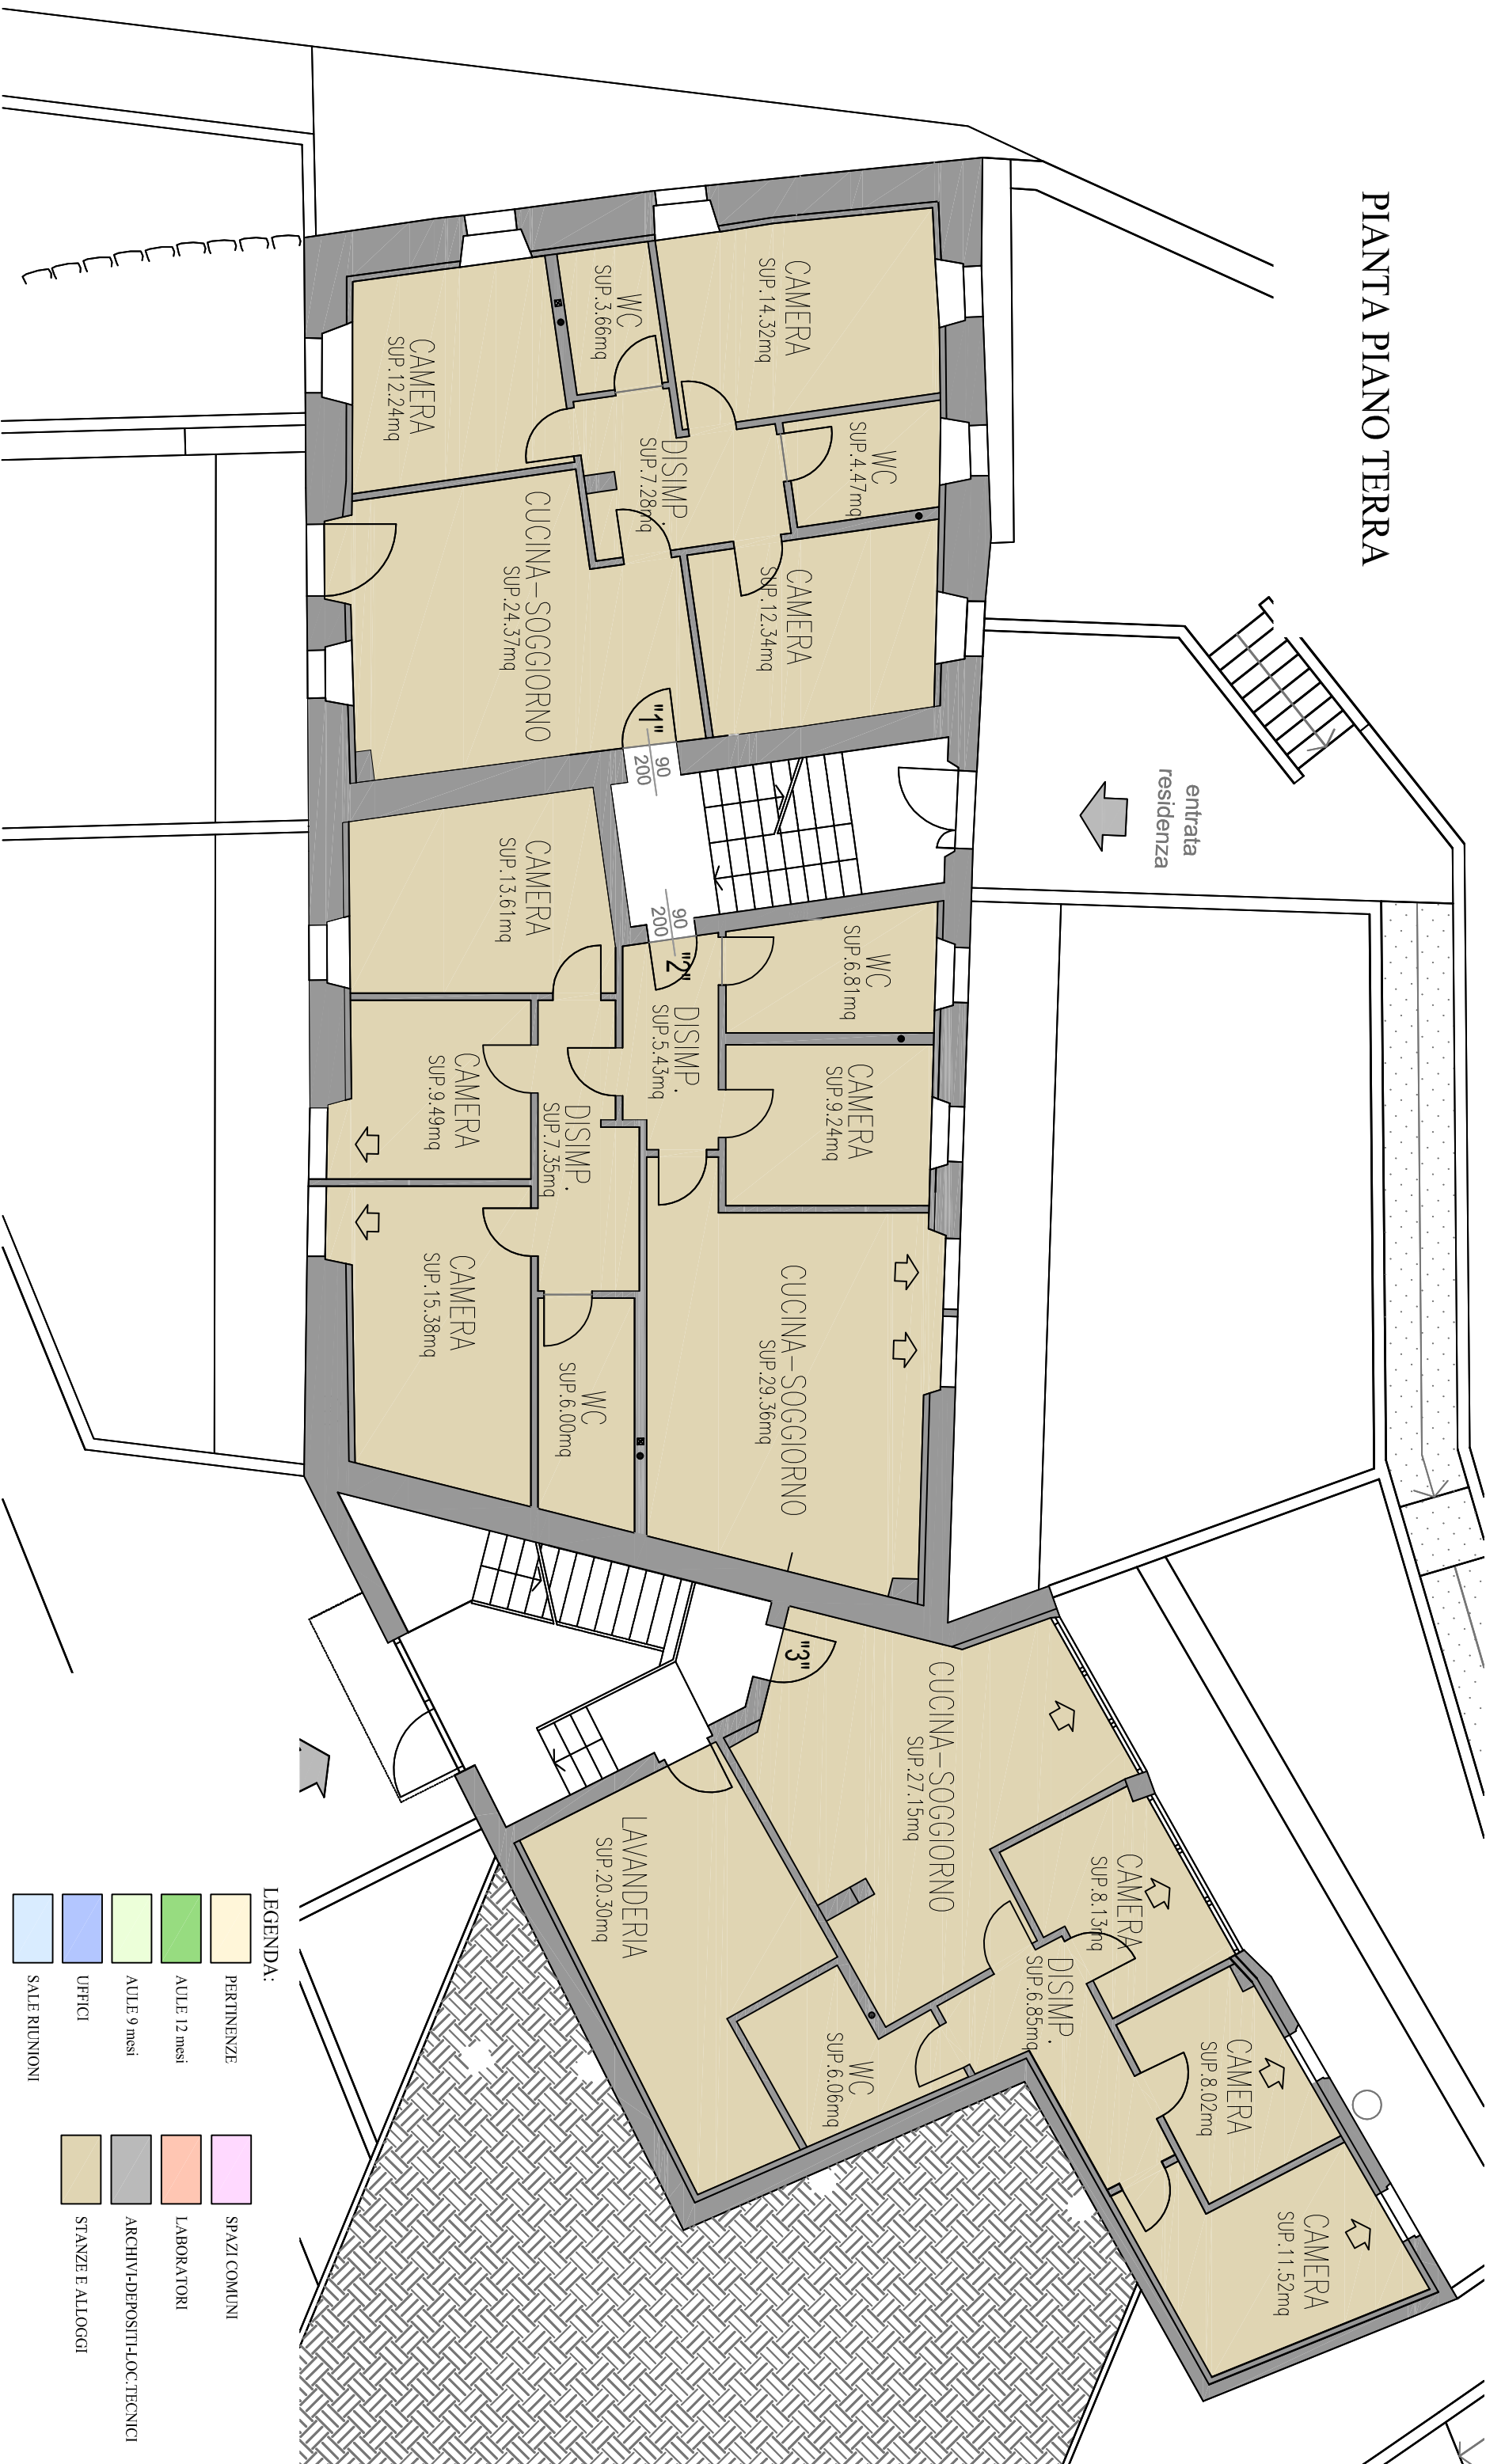 PIANTA PIANO TERRA
entrata
residenza
CAMERA
SUP.14.32mq
WC
SUP.4.47mq
CAMERA
SUP.12.34mq
WC
SUP.3.66mq
DISIMP.
SUP.7.28mq
CAMERA
SUP.12.24mq
CUCINA-SOGGIORNO
SUP.24.37mq
"1"
90
200
90
200
"2"
WC
SUP.6.81mq
CAMERA
SUP.9.24mq
DISIMP.
SUP.5.43mq
CAMERA
SUP.13.61mq
CAMERA
SUP.9.49mq
DISIMP.
SUP.7.35mq
CAMERA
SUP.15.38mq
WC
SUP.6.00mq
CUCINA-SOGGIORNO
SUP.29.36mq
"3"
CUCINA-SOGGIORNO
SUP.27.15mq
CAMERA
SUP.8.13mq
DISIMP.
SUP.6.85mq
CAMERA
SUP.8.02mq
CAMERA
SUP.11.52mq
LAVANDERIA
SUP.20.30mq
WC
SUP.6.06mq
LEGENDA:
PERTINENZE
AULE 12 mesi
AULE 9 mesi
UFFICI
SALE RIUNIONI
SPAZI COMUNI
LABORATORI
ARCHIVI-DEPOSITI-LOC.TECNICI
STANZE E ALLOGGI